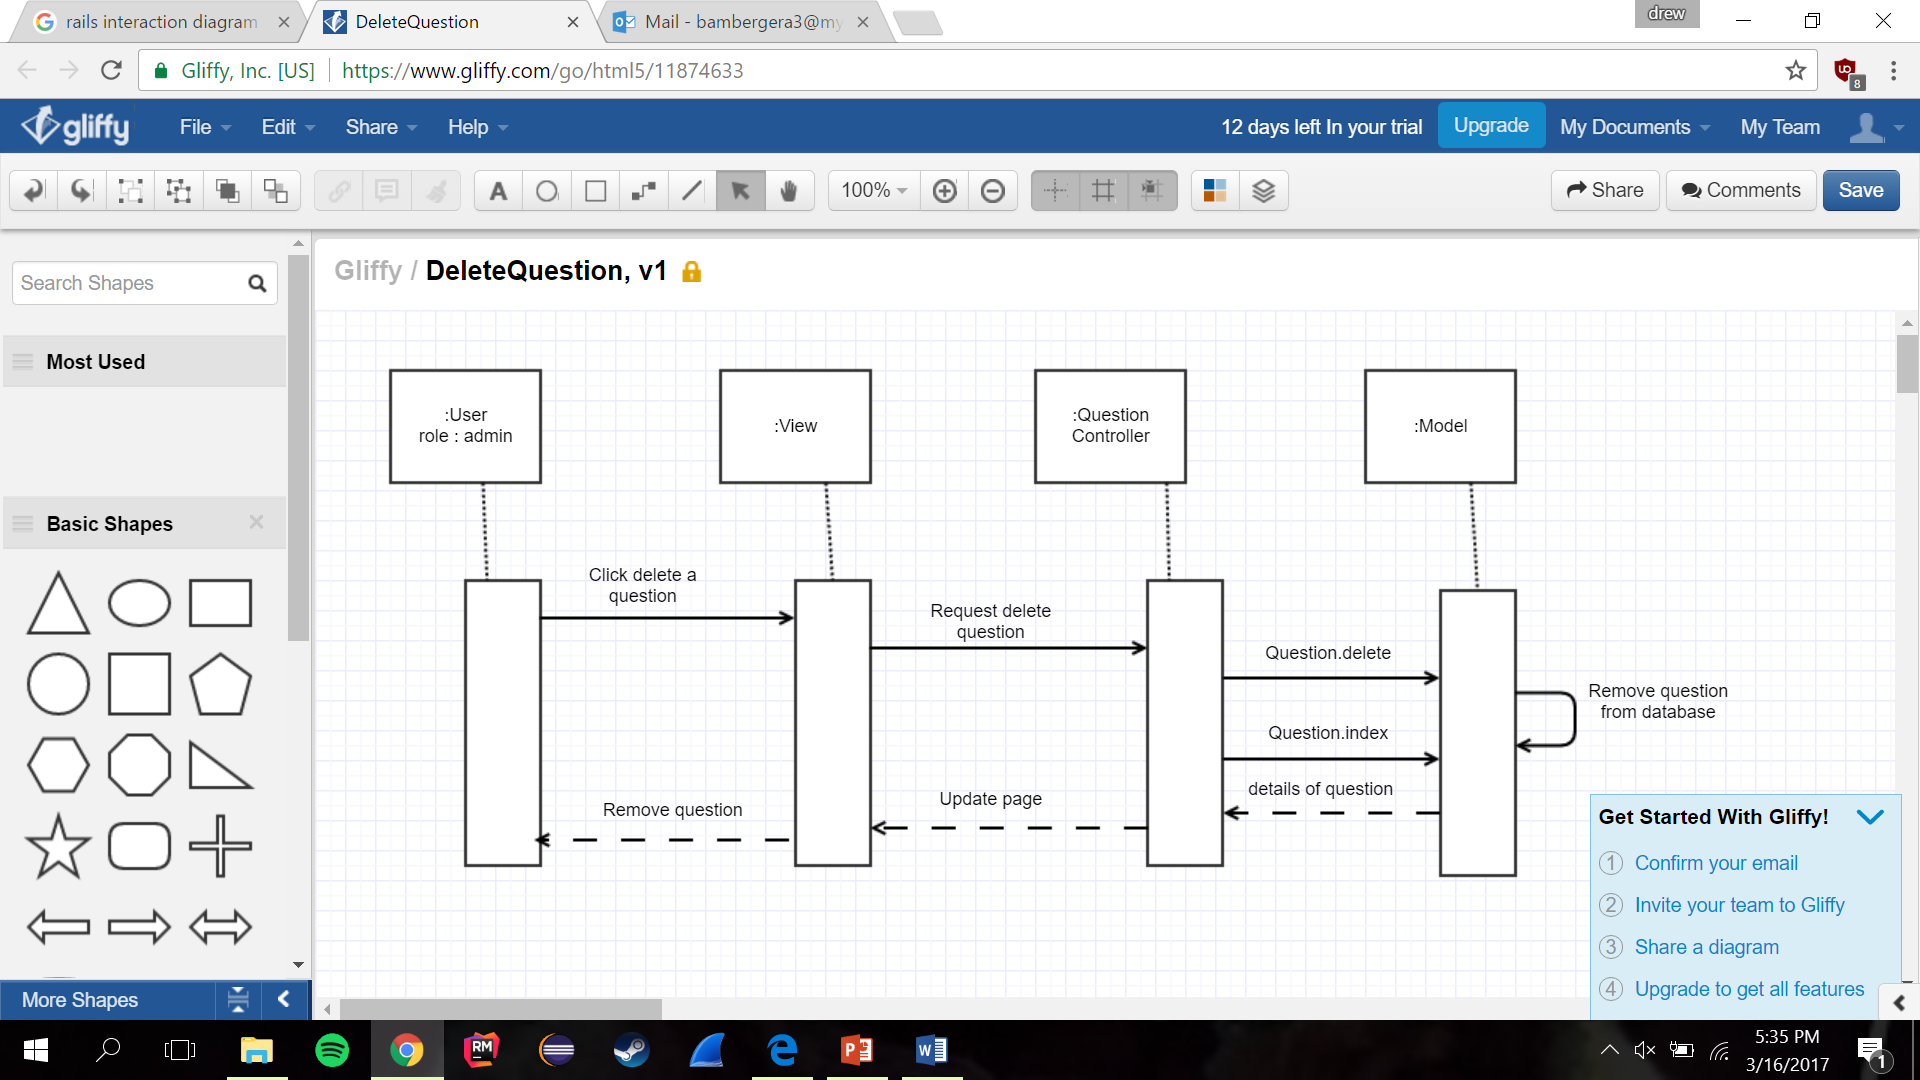 rails interaction diagram
DeleteQuestion
Mail - bambergera3@my
drew
Gliffy, Inc. [US]
https://www.gliffy.com/go/html5/11874633
8
gliffy
File
Edit
Share
Help
12 days left In your trial
Upgrade
My Documents
My Team
A
100%
Share
Comments
Save
Search Shapes
Gliffy / DeleteQuestion, v1
Most Used
Basic Shapes
:User
role : admin
:View
:Question
Controller
:Model
Click delete a
question
Request delete
question
Question.delete
Remove question
from database
Question.index
details of question
Update page
Remove question
Get Started With Gliffy!
1 Confirm your email
2 Invite your team to Gliffy
3 Share a diagram
4 Upgrade to get all features
More Shapes
RM
5:35 PM
3/16/2017
1